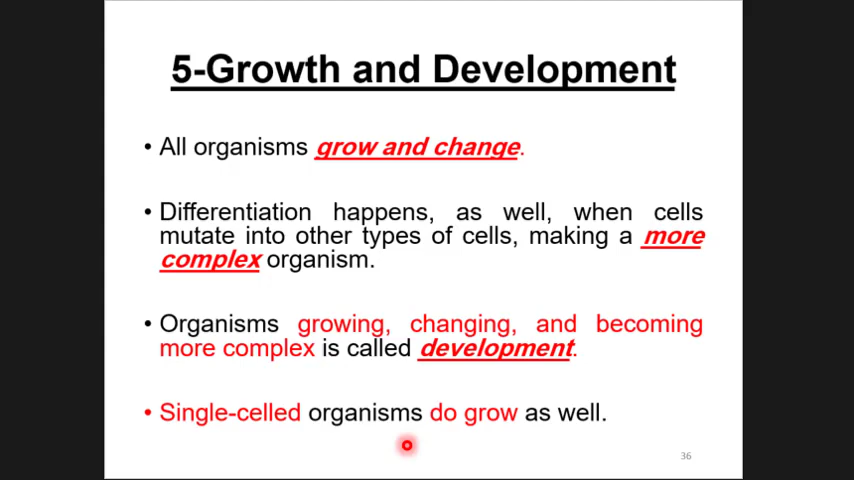 5-Growth and Development
• All organisms grow and change.
• Differentiation happens, as well, when cells
mutate into other types of cells, making a more
complex organism.
• Organisms growing, changing, and becoming
more complex is called development.
• Single-celled organisms do grow as well.
36